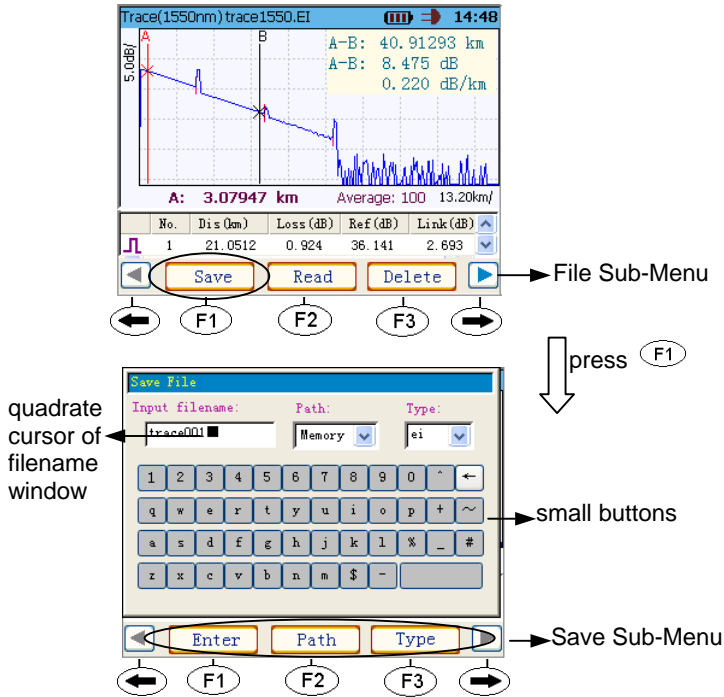 Trace(1550nm) trace1550.EI 14:48
5.0dB/
A
B
A-B: 40.91293 km
A-B: 8.475 dB
0.220 dB/km
A: 3.07947 km Average: 100 13.20km/
No. Dis(km) Loss(dB) Ref(dB) Link(dB)
1 21.0512 0.924 36.141 2.693
Save Read Delete
File Sub-Menu
F1 F2 F3
press F1
Save File
Input filename: Path: Type:
trace001 Memory ei
quadrate
cursor of
filename
window
1 2 3 4 5 6 7 8 9 0 ^ ←
q w e r t y u i o p + ~
small buttons
a s d f g h j k l % _ #
z x c v b n m $ -
Enter Path Type
Save Sub-Menu
F1 F2 F3